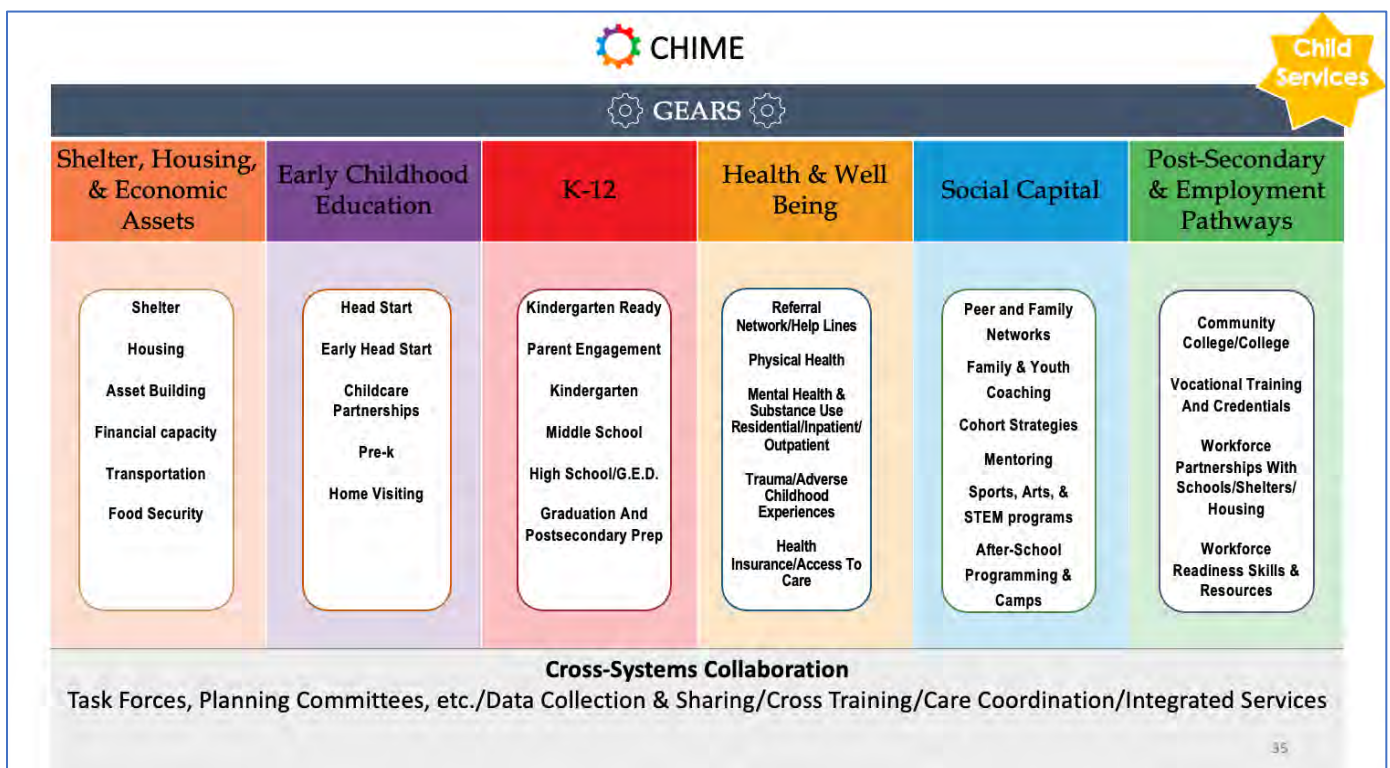 CHIME
Child
Services
GEARS
Shelter, Housing,
& Economic
Assets
Early Childhood
Education
K-12
Health & Well
Being
Social Capital
Post-Secondary
& Employment
Pathways
Shelter
Housing
Asset Building
Financial capacity
Transportation
Food Security
Head Start
Early Head Start
Childcare
Partnerships
Pre-k
Home Visiting
Kindergarten Ready
Parent Engagement
Kindergarten
Middle School
High School/G.E.D.
Graduation And
Postsecondary Prep
Referral
Network/Help Lines
Physical Health
Mental Health &
Substance Use
Residential/Inpatient/
Outpatient
Trauma/Adverse
Childhood
Experiences
Health
Insurance/Access To
Care
Peer and Family
Networks
Family & Youth
Coaching
Cohort Strategies
Mentoring
Sports, Arts, &
STEM programs
After-School
Programming &
Camps
Community
College/College
Vocational Training
And Credentials
Workforce
Partnerships With
Schools/Shelters/
Housing
Workforce
Readiness Skills &
Resources
Cross-Systems Collaboration
Task Forces, Planning Committees, etc./Data Collection & Sharing/Cross Training/Care Coordination/Integrated Services
35